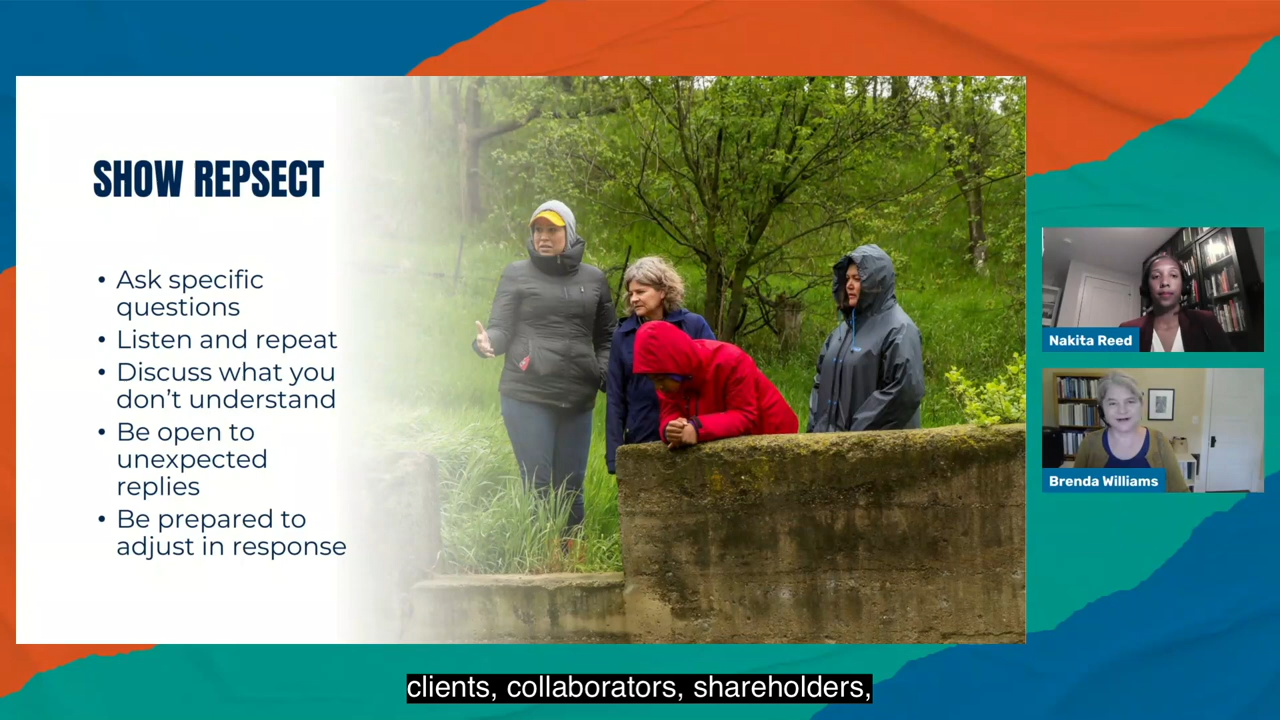 SHOW REPSECT
• Ask specific
questions
• Listen and repeat
• Discuss what you
don't understand
• Be open to
unexpected
replies
• Be prepared to
adjust in response
Nakita Reed
Brenda Williams
clients, collaborators, shareholders,